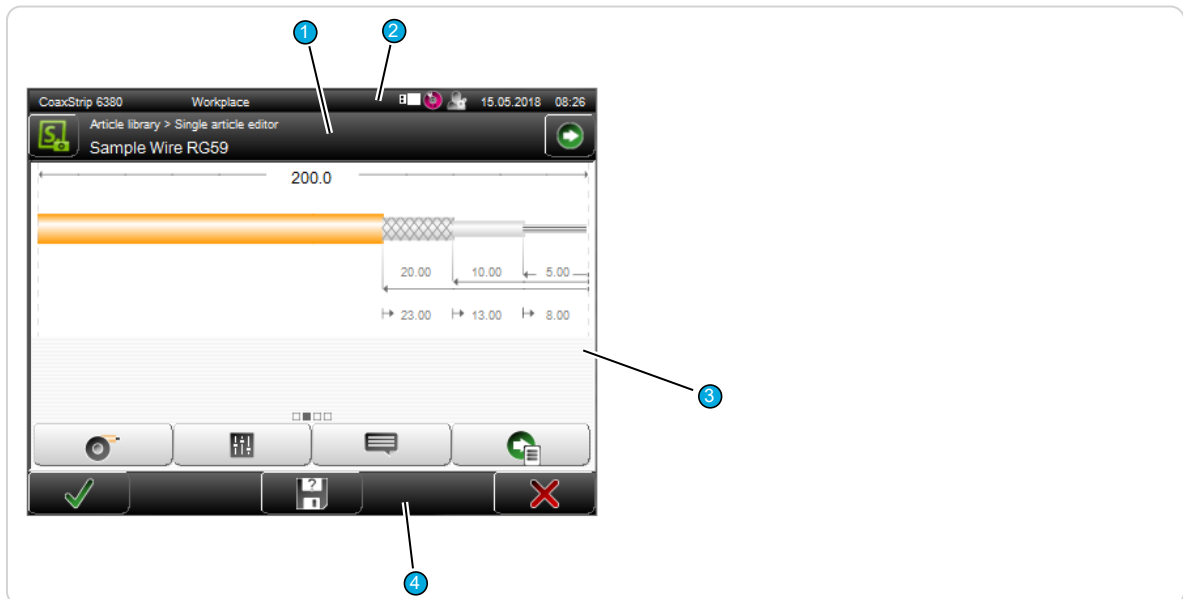 1
2
CoaxStrip 6380 Workplace 15.05.2018 08:26
Article library > Single article editor
Sample Wire RG59
200.0
20.00 10.00 5.00
23.00 13.00 8.00
3
?
4